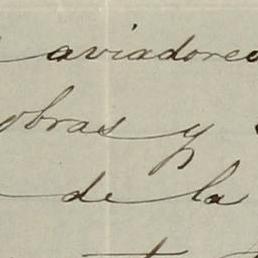 aviadores
obras y
de la